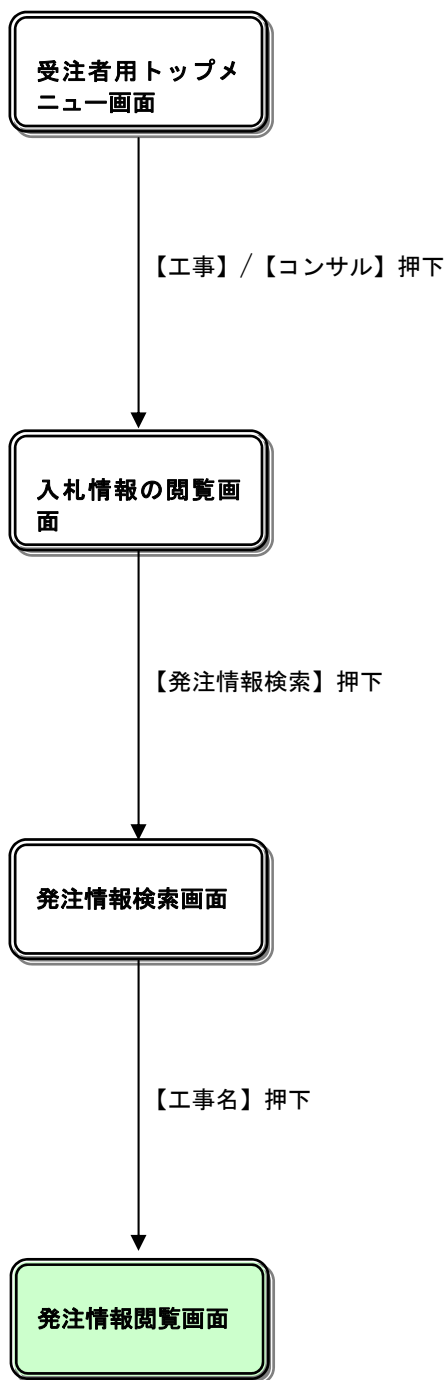 受注者用トップメ
ニュー画面
【工事】/【コンサル】押下
入札情報の閲覧画
面
【発注情報検索】押下
発注情報検索画面
【工事名】押下
発注情報閲覧画面